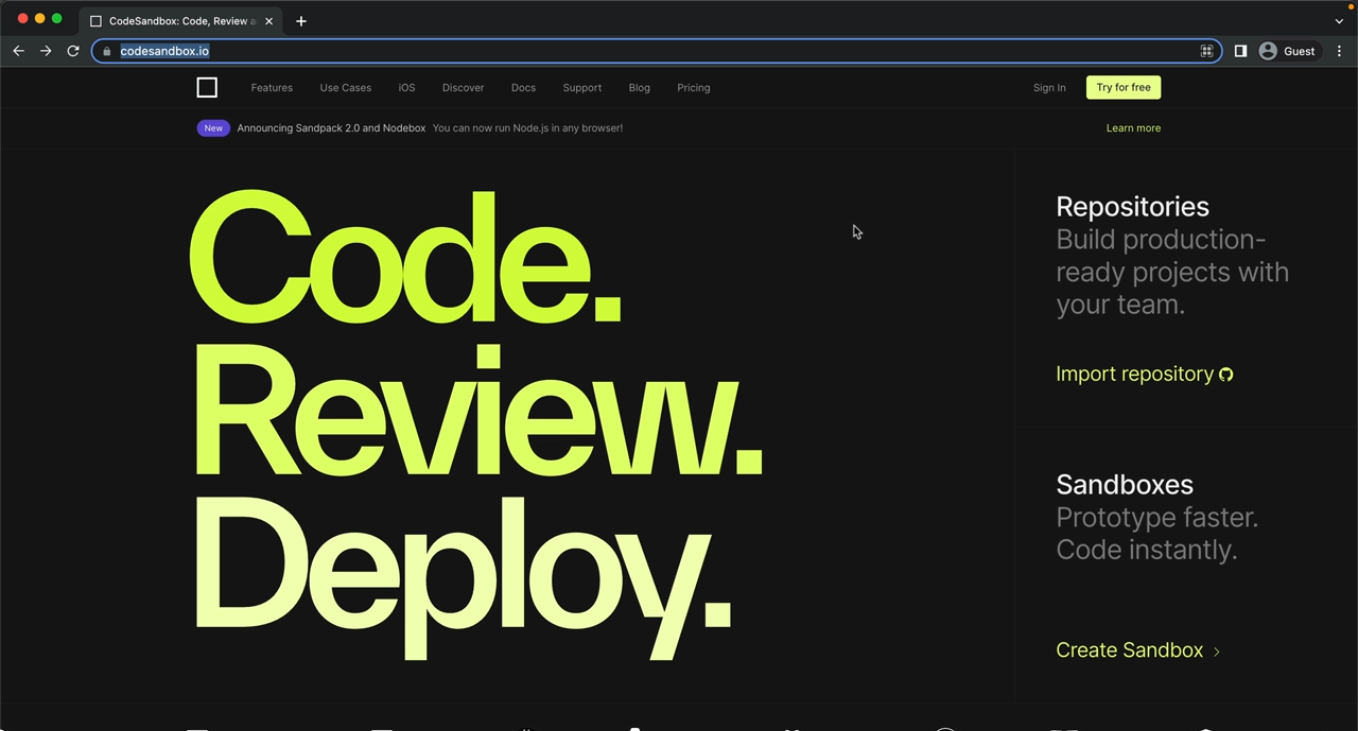 CodeSandbox: Code, Review a
codesandbox.io
Guest
Features Use Cases iOS Discover Docs Support Blog Pricing
Sign In Try for free
New Announcing Sandpack 2.0 and Nodebox You can now run Node.js in any browser!
Learn more
Code.
Review.
Deploy.
Repositories
Build production-
ready projects with
your team.
Import repository
Sandboxes
Prototype faster.
Code instantly.
Create Sandbox